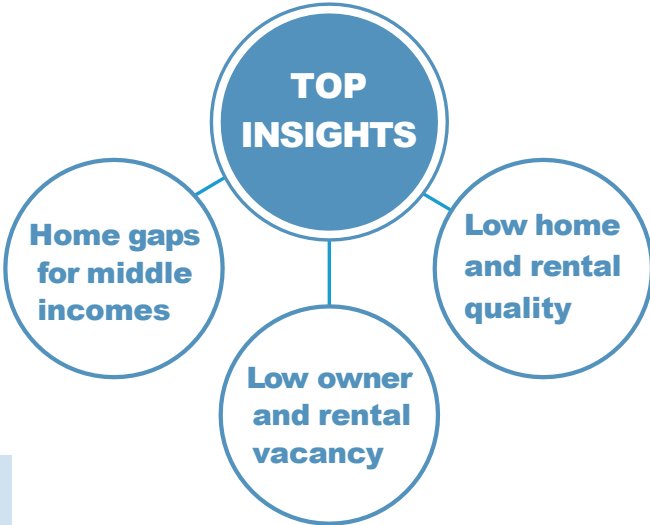 TOP
INSIGHTS
Home gaps
for middle
incomes
Low owner
and rental
vacancy
Low home
and rental
quality